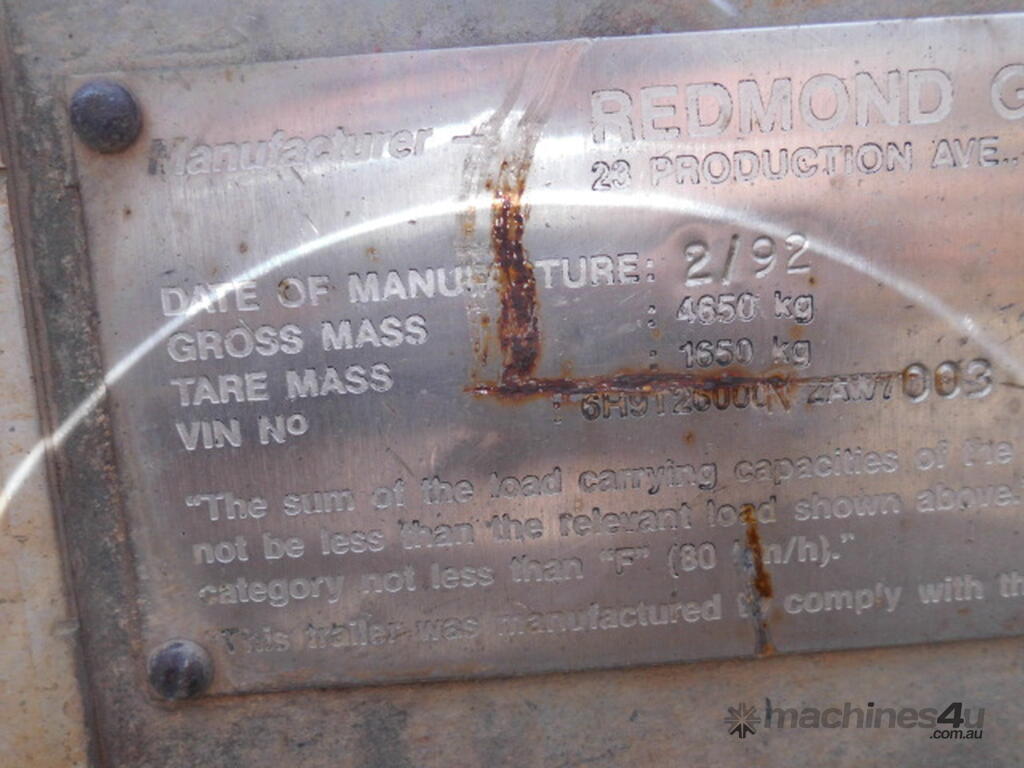 Manufacturer - REDMOND G
23 PRODUCTION AVE.,
DATE OF MANUFACTURE: 2/92
GROSS MASS : 4650 kg
TARE MASS : 1650 kg
VIN No : 003
"The sum of the load carrying capacities of the
not be less than the relevant load shown above.
category not less than "F" (80 km/h)."
"This trailer was manufactured to comply with th
machines4u
.com.au